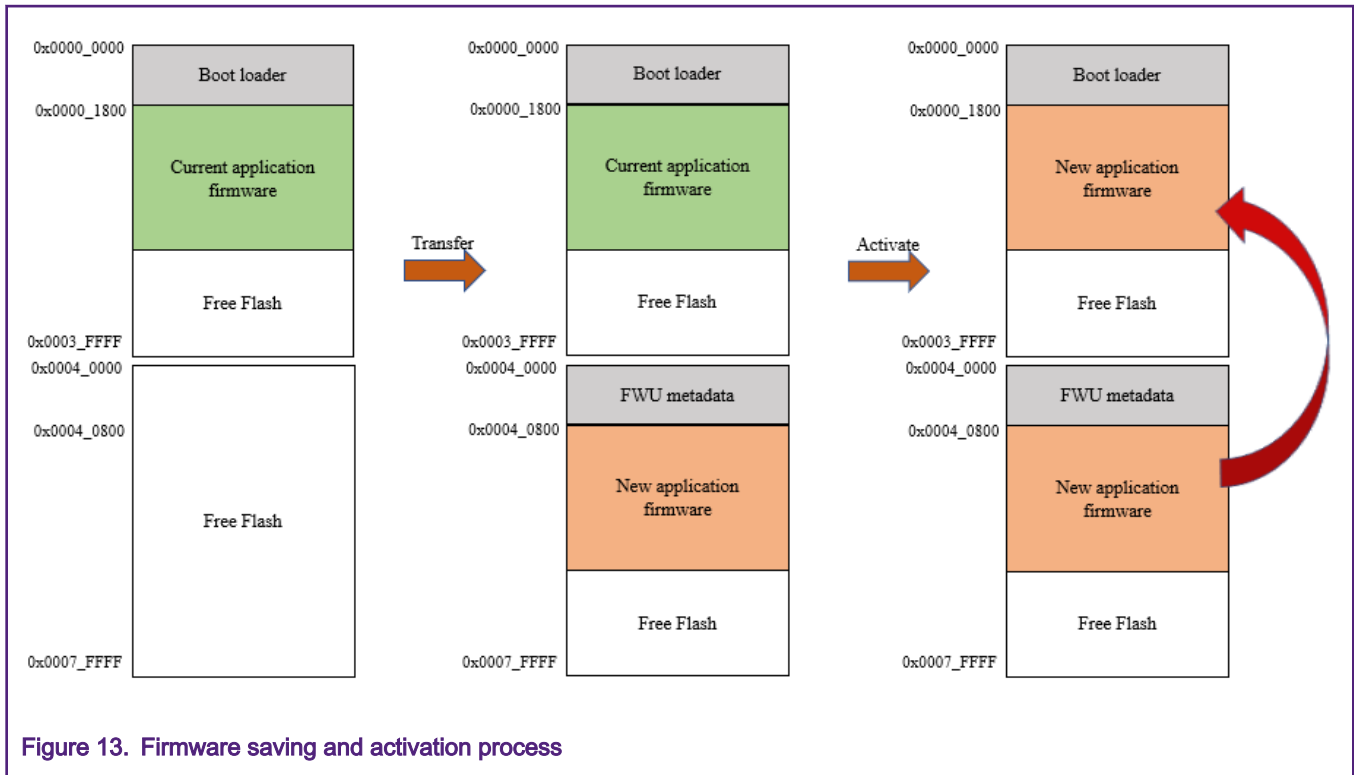 0x0000_0000
Boot loader
0x0000_1800
Current application
firmware
Free Flash
0x0003_FFFF
0x0004_0000
0x0004_0800
Free Flash
0x0007_FFFF
Transfer
0x0000_0000
Boot loader
0x0000_1800
Current application
firmware
Free Flash
0x0003_FFFF
0x0004_0000
FWU metadata
0x0004_0800
New application
firmware
Free Flash
0x0007_FFFF
Activate
0x0000_0000
Boot loader
0x0000_1800
New application
firmware
Free Flash
0x0003_FFFF
0x0004_0000
FWU metadata
0x0004_0800
New application
firmware
Free Flash
0x0007_FFFF
Figure 13. Firmware saving and activation process